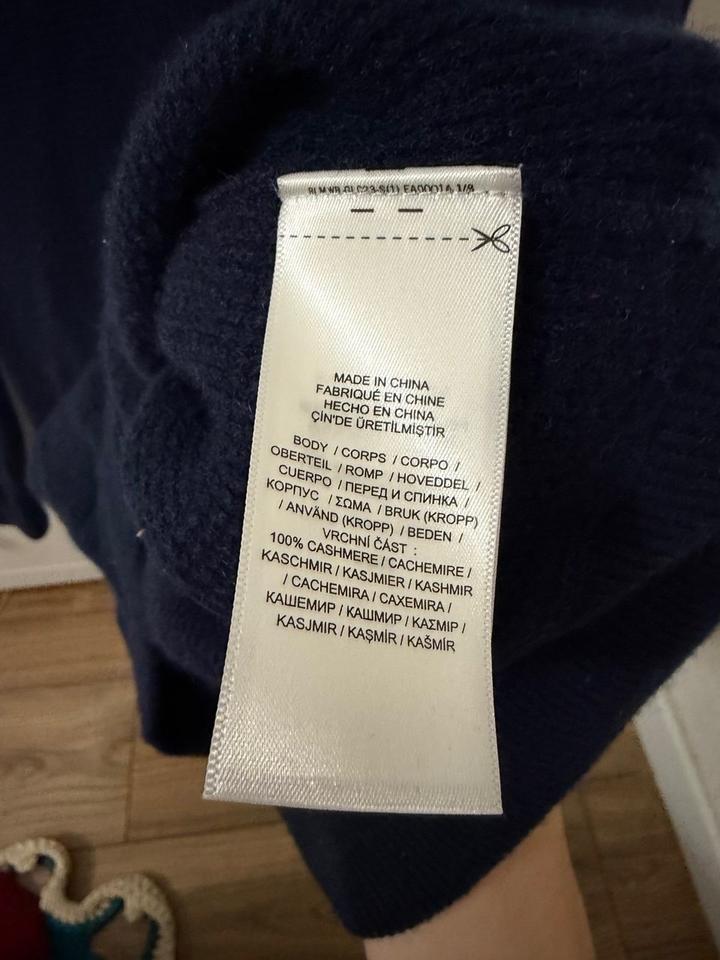 MADE IN CHINA
FABRIQUÉ EN CHINE
HECHO EN CHINA
ÇİN'DE ÜRETİLMİŞTİR
BODY / CORPS / CORPO /
OBERTEIL / ROMP / HOVEDDEL /
CUERPO / ПЕРЕД И СПИНКА /
КОРПУС / ΣΩΜΑ / BRUK (KROPP)
/ ANVÄND (KROPP) / BEDEN /
VRCHNÍ ČÁST :
100% CASHMERE / CACHEMIRE /
KASCHMIR / KASJMIER / KASHMIR
/ CACHEMIRA / CAXEMIRA /
КАШЕМИР / КАШМИР / ΚΑΣΜΙΡ /
KASJMIR / KAŞMİR / KAŠMÍR